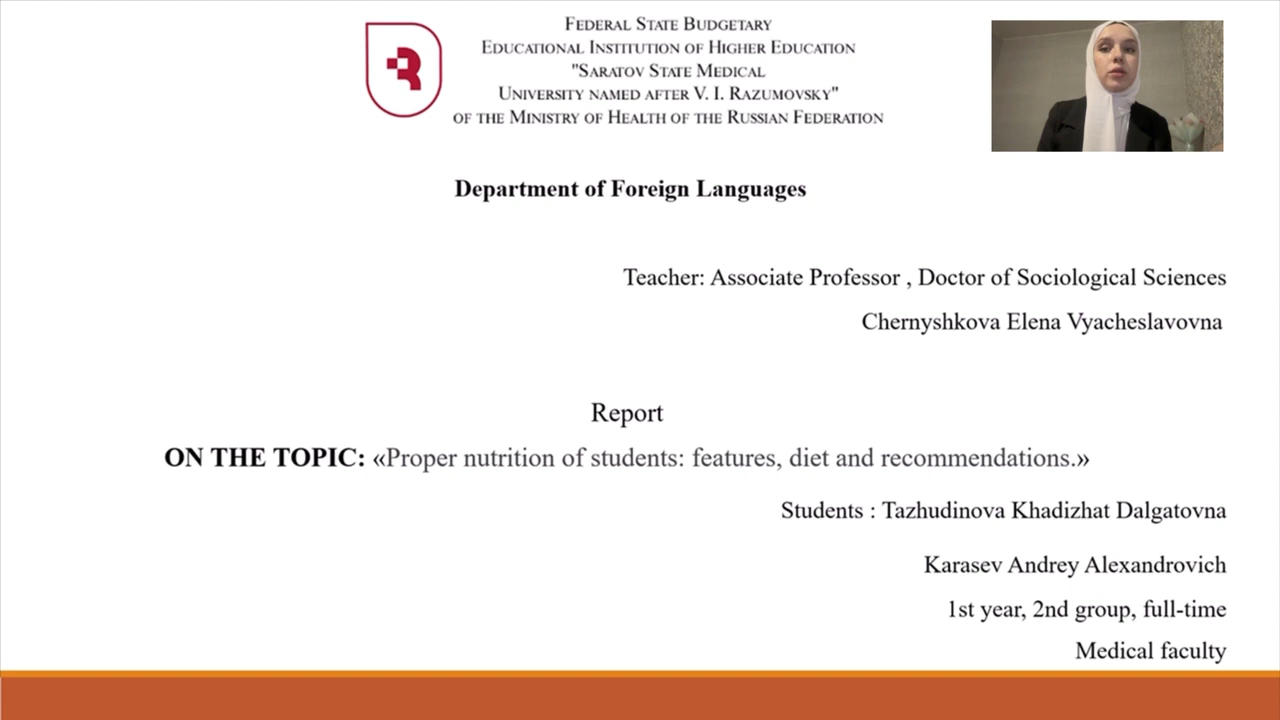 FEDERAL STATE BUDGETARY
EDUCATIONAL INSTITUTION OF HIGHER EDUCATION
"SARATOV STATE MEDICAL
UNIVERSITY NAMED AFTER V. I. RAZUMOVSKY"
OF THE MINISTRY OF HEALTH OF THE RUSSIAN FEDERATION
Department of Foreign Languages
Teacher: Associate Professor , Doctor of Sociological Sciences
Chernyshkova Elena Vyacheslavovna
Report
ON THE TOPIC: «Proper nutrition of students: features, diet and recommendations.»
Students : Tazhudinova Khadizhat Dalgatovna
Karasev Andrey Alexandrovich
1st year, 2nd group, full-time
Medical faculty